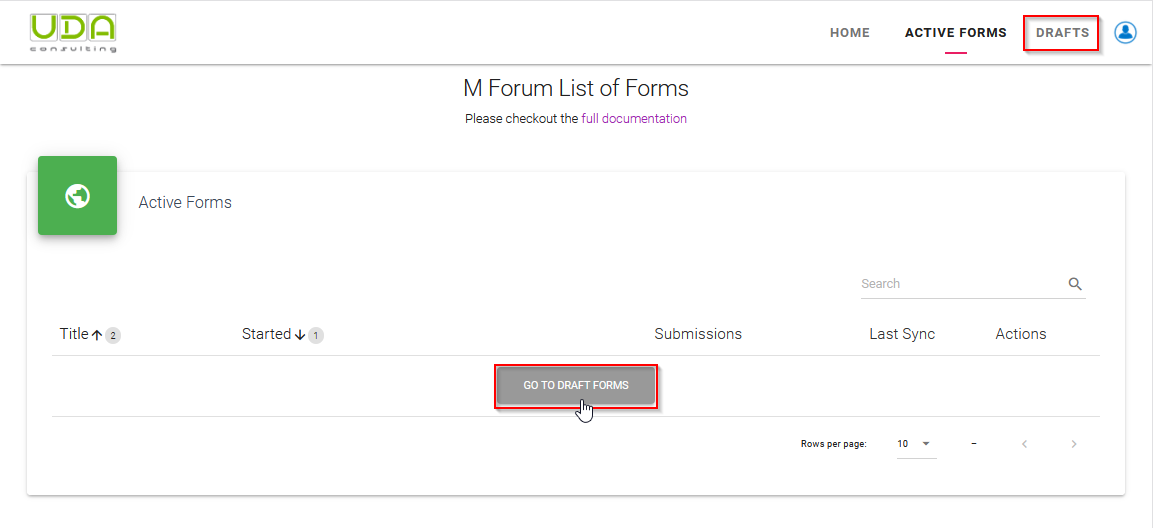 UDA
consulting
HOME ACTIVE FORMS DRAFTS
M Forum List of Forms
Please checkout the full documentation
Active Forms
Search
Title 2 Started 1 Submissions Last Sync Actions
GO TO DRAFT FORMS
Rows per page: 10 –